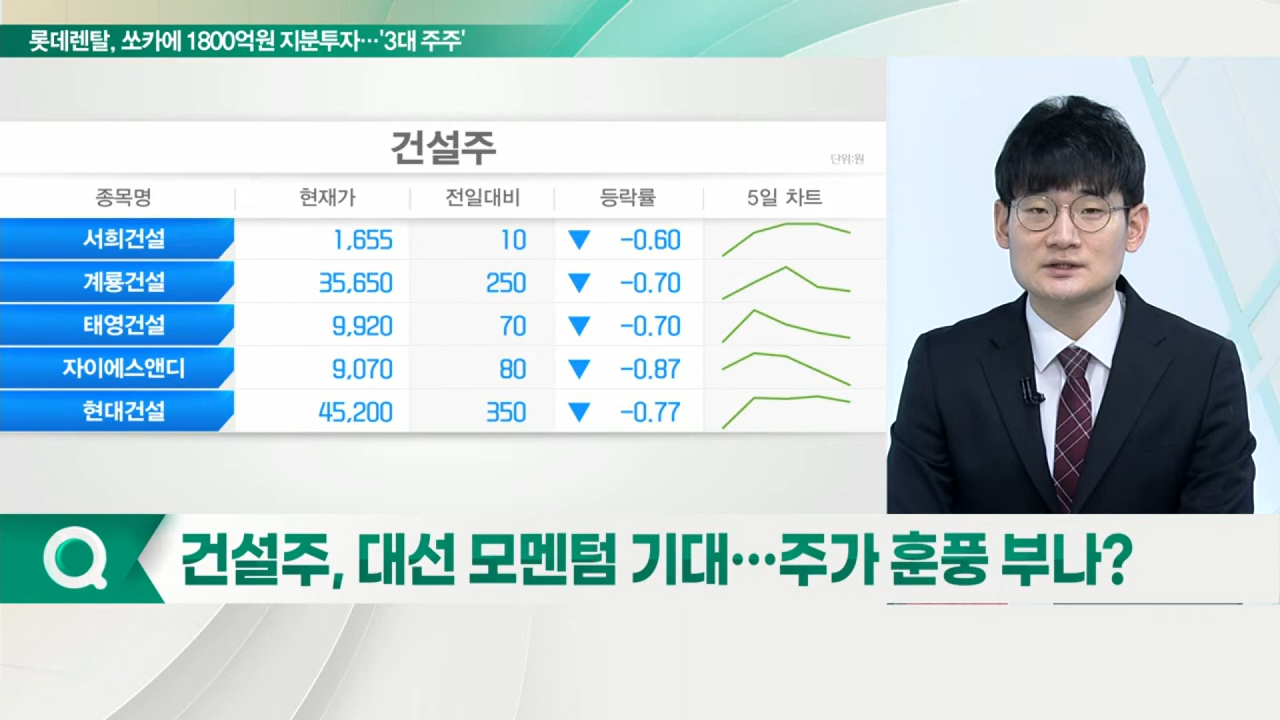 롯데렌탈, 쏘카에 1800억원 지분투자…'3대 주주'
건설주
단위:원
종목명 현재가 전일대비 등락률 5일 차트
서희건설 1,655 10 ▼ -0.60
계룡건설 35,650 250 ▼ -0.70
태영건설 9,920 70 ▼ -0.70
자이에스앤디 9,070 80 ▼ -0.87
현대건설 45,200 350 ▼ -0.77
건설주, 대선 모멘텀 기대…주가 훈풍 부나?